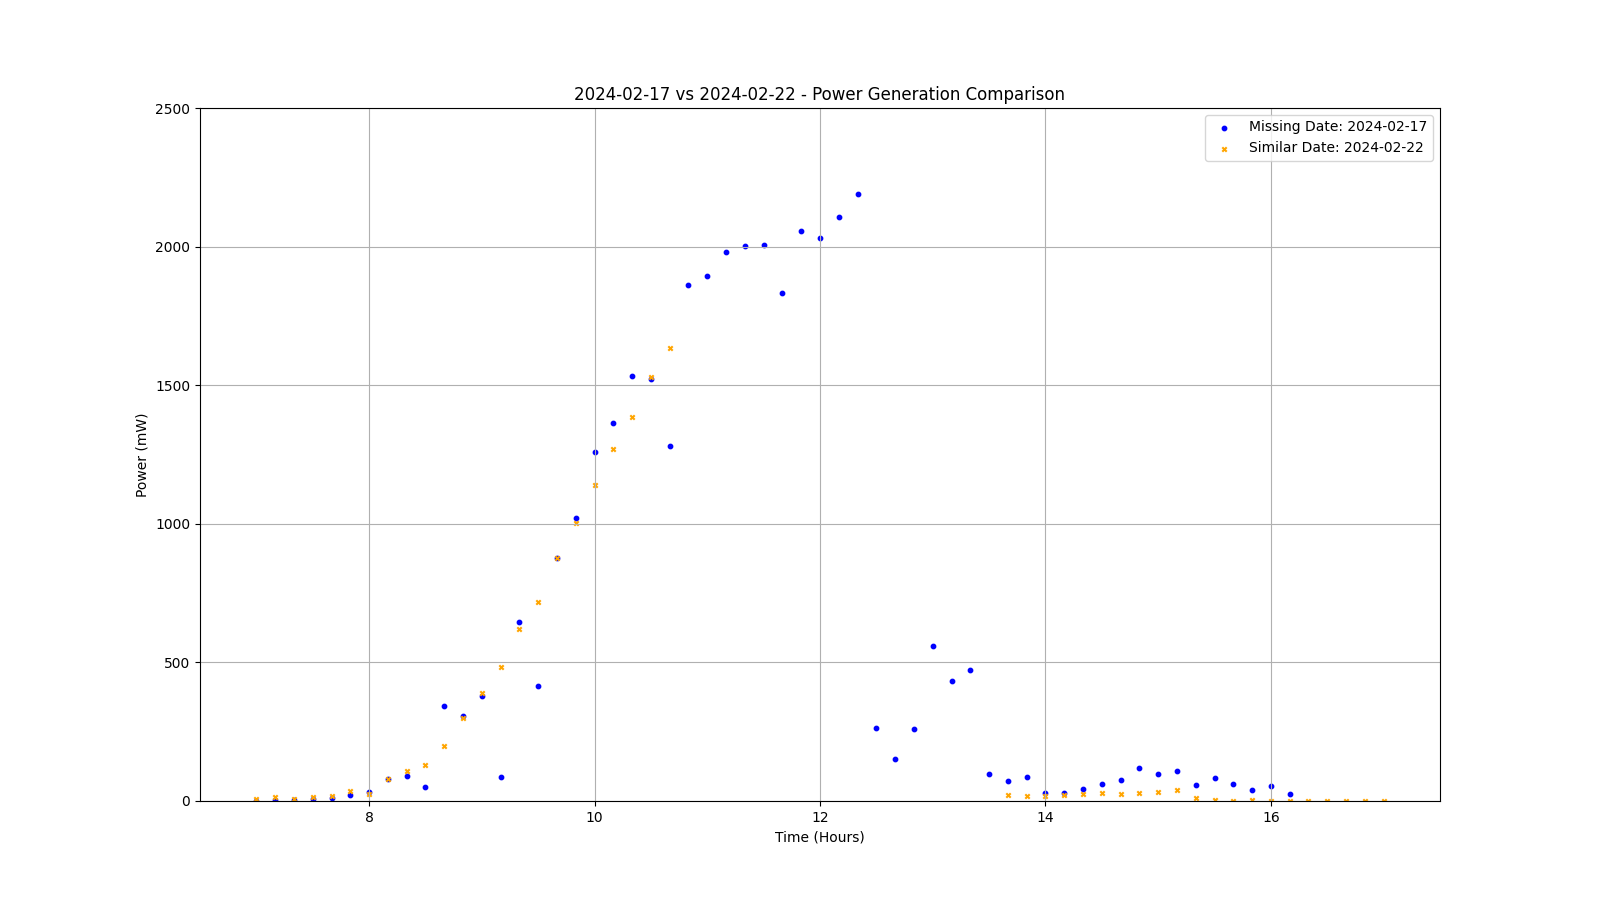 2024-02-17 vs 2024-02-22 - Power Generation Comparison
Missing Date: 2024-02-17
Similar Date: 2024-02-22
2500
2000
1500
1000
500
0
Power (mW)
8 10 12 14 16
Time (Hours)